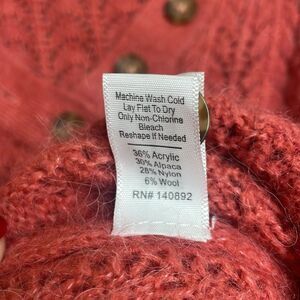 Machine Wash Cold
Lay Flat To Dry
Only Non-Chlorine
Bleach
Reshape If Needed
36% Acrylic
30% Alpaca
28% Nylon
6% Wool
RN# 140892